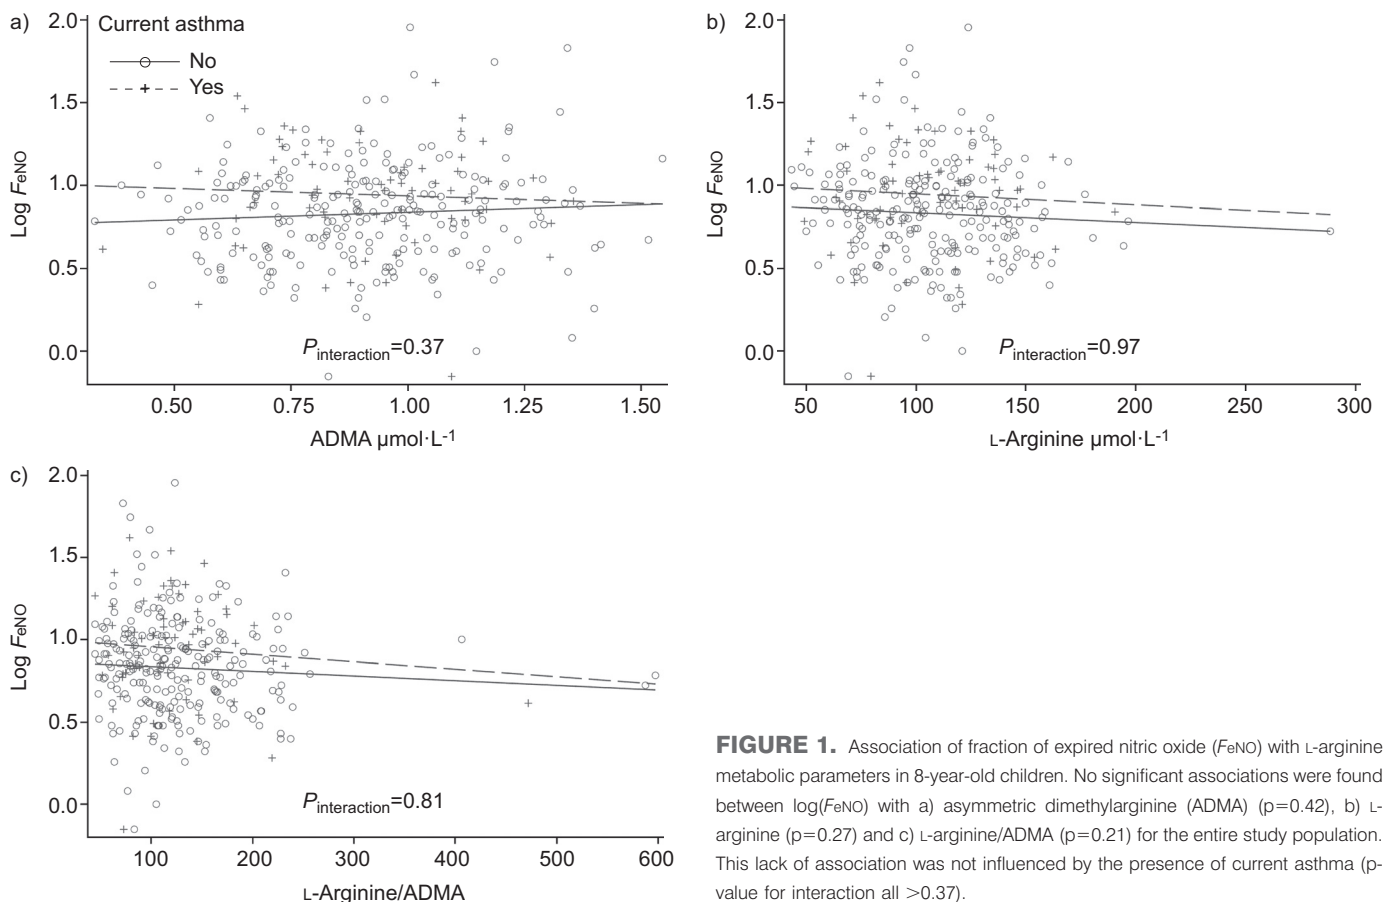 a)
Current asthma
No
Yes
2.0
1.5
1.0
0.5
0.0
Log FeNO
Pinteraction=0.37
0.50 0.75 1.00 1.25 1.50
ADMA µmol·L-1
b)
2.0
1.5
1.0
0.5
0.0
Log FeNO
Pinteraction=0.97
50 100 150 200 250 300
L-Arginine µmol·L-1
c)
2.0
1.5
1.0
0.5
0.0
Log FeNO
Pinteraction=0.81
100 200 300 400 500 600
L-Arginine/ADMA
FIGURE 1. Association of fraction of expired nitric oxide (FeNO) with L-arginine
metabolic parameters in 8-year-old children. No significant associations were found
between log(FeNO) with a) asymmetric dimethylarginine (ADMA) (p=0.42), b) L-
arginine (p=0.27) and c) L-arginine/ADMA (p=0.21) for the entire study population.
This lack of association was not influenced by the presence of current asthma (p-
value for interaction all >0.37).